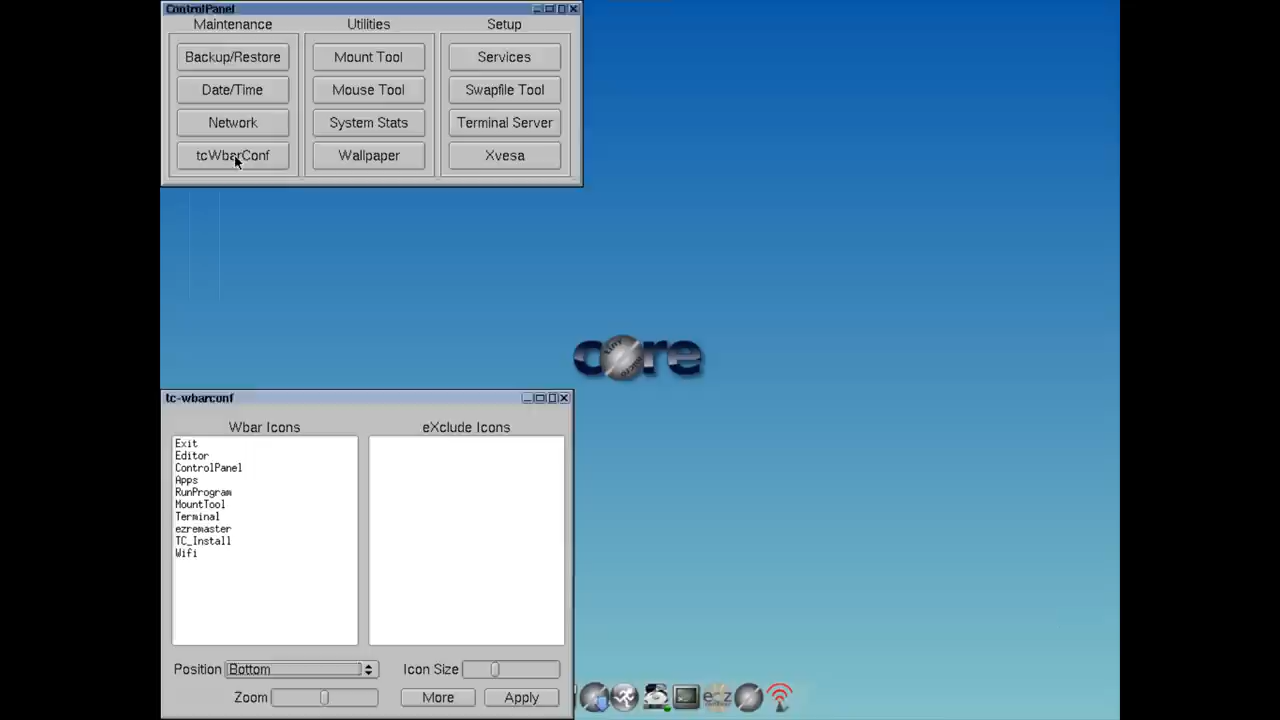 ControlPanel
Maintenance Utilities Setup
Backup/Restore Mount Tool Services
Date/Time Mouse Tool Swapfile Tool
Network System Stats Terminal Server
tcWbarConf Wallpaper Xvesa
core
tc-wbarconf
Wbar Icons eXclude Icons
Exit
Editor
ControlPanel
Apps
RunProgram
MountTool
Terminal
ezremaster
TC_Install
Wifi
Position Bottom Icon Size
Zoom More Apply